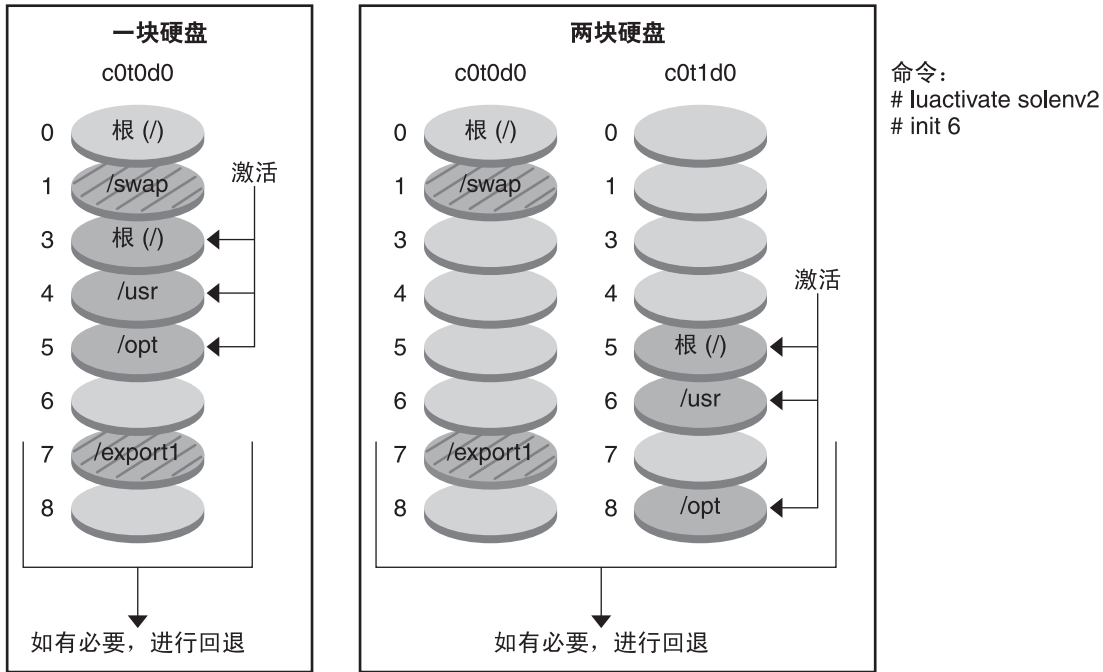 一块硬盘
c0t0d0
0 根 (/)
1 /swap
激活
3 根 (/)
4 /usr
5 /opt
6
7 /export1
8
如有必要，进行回退
两块硬盘
c0t0d0
0 根 (/)
1 /swap
3
4
5
6
7 /export1
8
c0t1d0
0
1
3
4
激活
5 根 (/)
6 /usr
7
8 /opt
如有必要，进行回退
命令：
# luactivate solenv2
# init 6